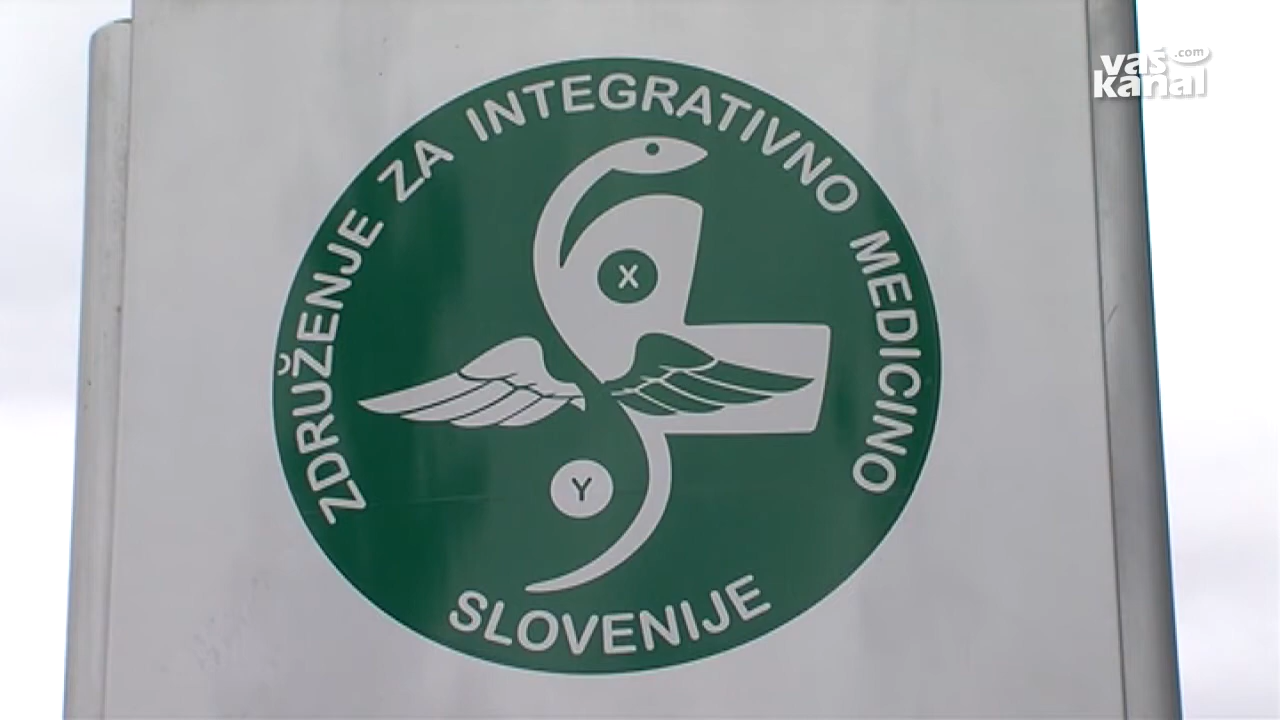 vaš
kanal
.com
ZDRUŽENJE ZA INTEGRATIVNO MEDICINO
X
Y
SLOVENIJE